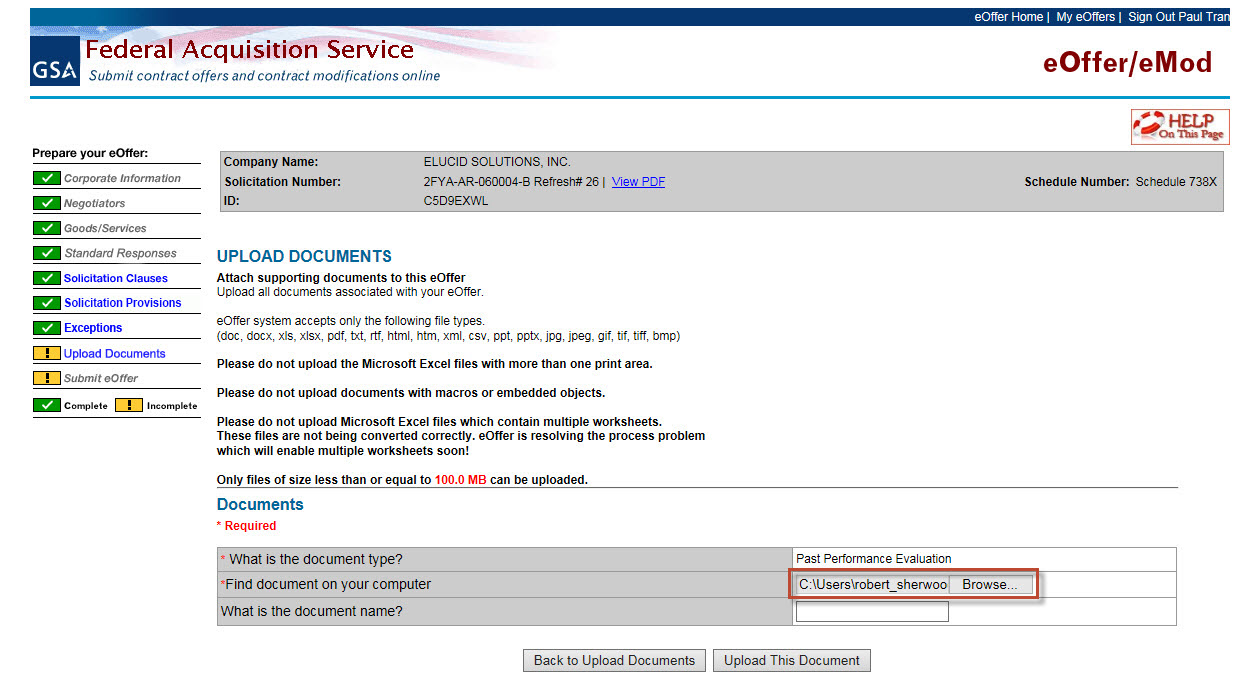 eOffer Home | My eOffers | Sign Out Paul Tran
GSA
Federal Acquisition Service
Submit contract offers and contract modifications online
eOffer/eMod
HELP
On This Page
Prepare your eOffer:
Corporate Information
Negotiators
Goods/Services
Standard Responses
Solicitation Clauses
Solicitation Provisions
Exceptions
! Upload Documents
! Submit eOffer
Complete ! Incomplete
Company Name: ELUCID SOLUTIONS, INC.
Solicitation Number: 2FYA-AR-060004-B Refresh# 26 | View PDF Schedule Number: Schedule 738X
ID: C5D9EXWL
UPLOAD DOCUMENTS
Attach supporting documents to this eOffer
Upload all documents associated with your eOffer.
eOffer system accepts only the following file types.
(doc, docx, xls, xlsx, pdf, txt, rtf, html, htm, xml, csv, ppt, pptx, jpg, jpeg, gif, tif, tiff, bmp)
Please do not upload the Microsoft Excel files with more than one print area.
Please do not upload documents with macros or embedded objects.
Please do not upload Microsoft Excel files which contain multiple worksheets.
These files are not being converted correctly. eOffer is resolving the process problem
which will enable multiple worksheets soon!
Only files of size less than or equal to 100.0 MB can be uploaded.
Documents
* Required
* What is the document type? Past Performance Evaluation
*Find document on your computer C:\Users\robert_sherwoo Browse...
What is the document name?
Back to Upload Documents Upload This Document